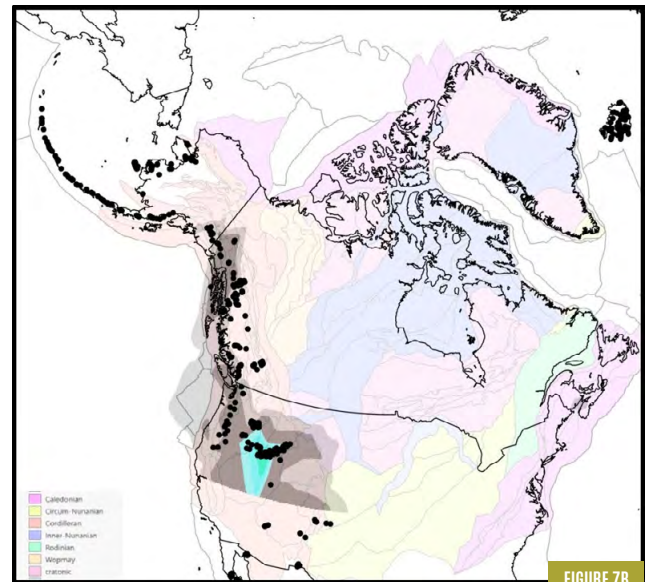 Caledonian
Circum-Nunanian
Cordilleran
Inner-Nunanian
Rodinian
Wopmay
cratonic
FIGURE 7B